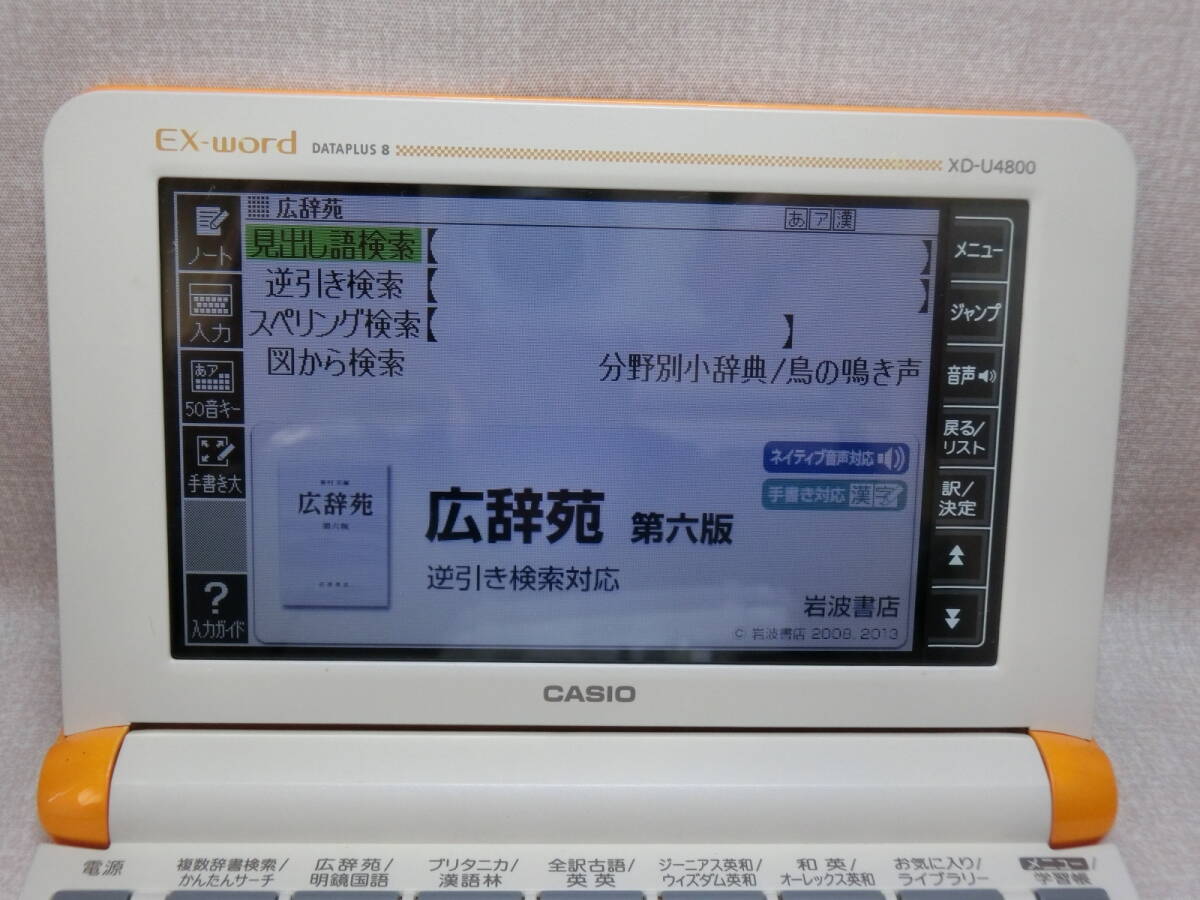 EX-word DATAPLUS 8 XD-U4800
広辞苑 あ ア 漢
見出し語検索【 】
逆引き検索【 】
スペリング検索【 】
図から検索 分野別小辞典/鳥の鳴き声
ノート
入力
あア
50音キー
手書き大
?
入力ガイド
メニュー
ジャンプ
音声
戻る/
リスト
訳/
決定
広辞苑
第六版
広辞苑 第六版
逆引き検索対応
ネイティブ音声対応
手書き対応 漢字
岩波書店
© 岩波書店 2008, 2013
CASIO
電源
複数辞書検索/
かんたんサーチ
広辞苑/
明鏡国語
ブリタニカ/
漢語林
全訳古語/
英英
ジーニアス英和/
ウィズダム英和
和英/
オーレックス英和
お気に入り/
ライブラリー
メニュー/
学習帳